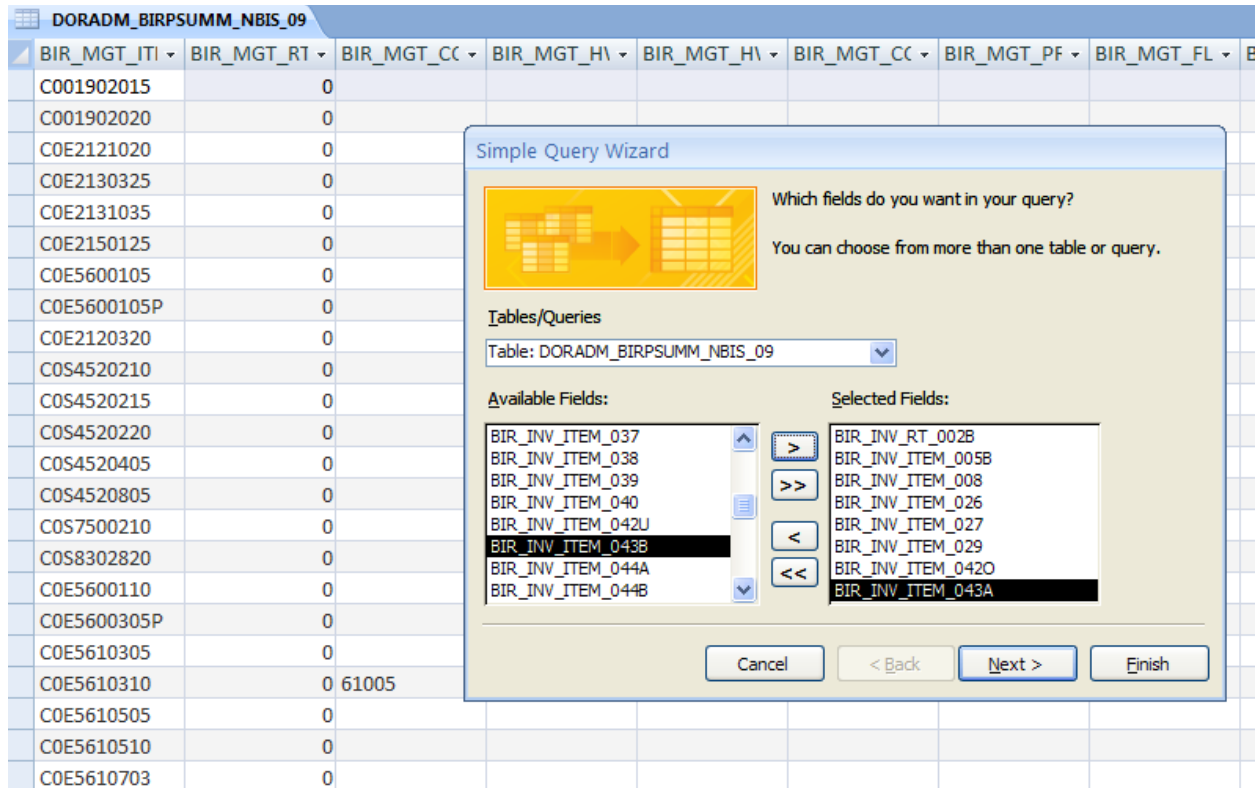 DORADM_BIRPSUMM_NBIS_09
BIR_MGT_ITI BIR_MGT_RT BIR_MGT_CC BIR_MGT_HV BIR_MGT_HV BIR_MGT_CC BIR_MGT_PF BIR_MGT_FL
C001902015 0
C001902020 0
C0E2121020 0
C0E2130325 0
C0E2131035 0
C0E2150125 0
C0E5600105 0
C0E5600105P 0
C0E2120320 0
C0S4520210 0
C0S4520215 0
C0S4520220 0
C0S4520405 0
C0S4520805 0
C0S7500210 0
C0S8302820 0
C0E5600110 0
C0E5600305P 0
C0E5610305 0
C0E5610310 0 61005
C0E5610505 0
C0E5610510 0
C0E5610703 0
Simple Query Wizard
Which fields do you want in your query?
You can choose from more than one table or query.
Tables/Queries
Table: DORADM_BIRPSUMM_NBIS_09
Available Fields:
BIR_INV_ITEM_037
BIR_INV_ITEM_038
BIR_INV_ITEM_039
BIR_INV_ITEM_040
BIR_INV_ITEM_042U
BIR_INV_ITEM_043B
BIR_INV_ITEM_044A
BIR_INV_ITEM_044B
>
>>
<
<<
Selected Fields:
BIR_INV_RT_002B
BIR_INV_ITEM_005B
BIR_INV_ITEM_008
BIR_INV_ITEM_026
BIR_INV_ITEM_027
BIR_INV_ITEM_029
BIR_INV_ITEM_042O
BIR_INV_ITEM_043A
Cancel < Back Next > Finish